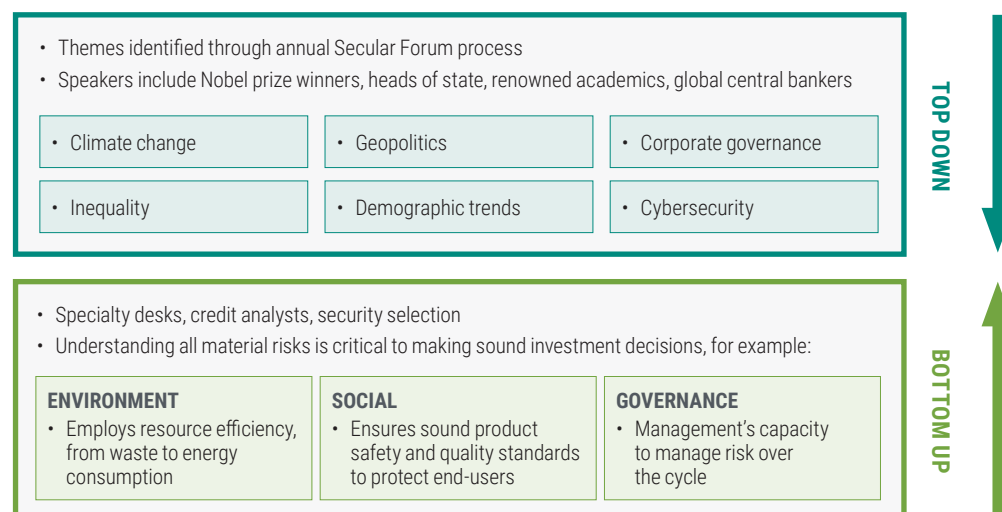 • Themes identified through annual Secular Forum process
• Speakers include Nobel prize winners, heads of state, renowned academics, global central bankers
• Climate change
• Geopolitics
• Corporate governance
• Inequality
• Demographic trends
• Cybersecurity
TOP DOWN
• Specialty desks, credit analysts, security selection
• Understanding all material risks is critical to making sound investment decisions, for example:
ENVIRONMENT
• Employs resource efficiency,
from waste to energy
consumption
SOCIAL
• Ensures sound product
safety and quality standards
to protect end-users
GOVERNANCE
• Management’s capacity
to manage risk over
the cycle
BOTTOM UP